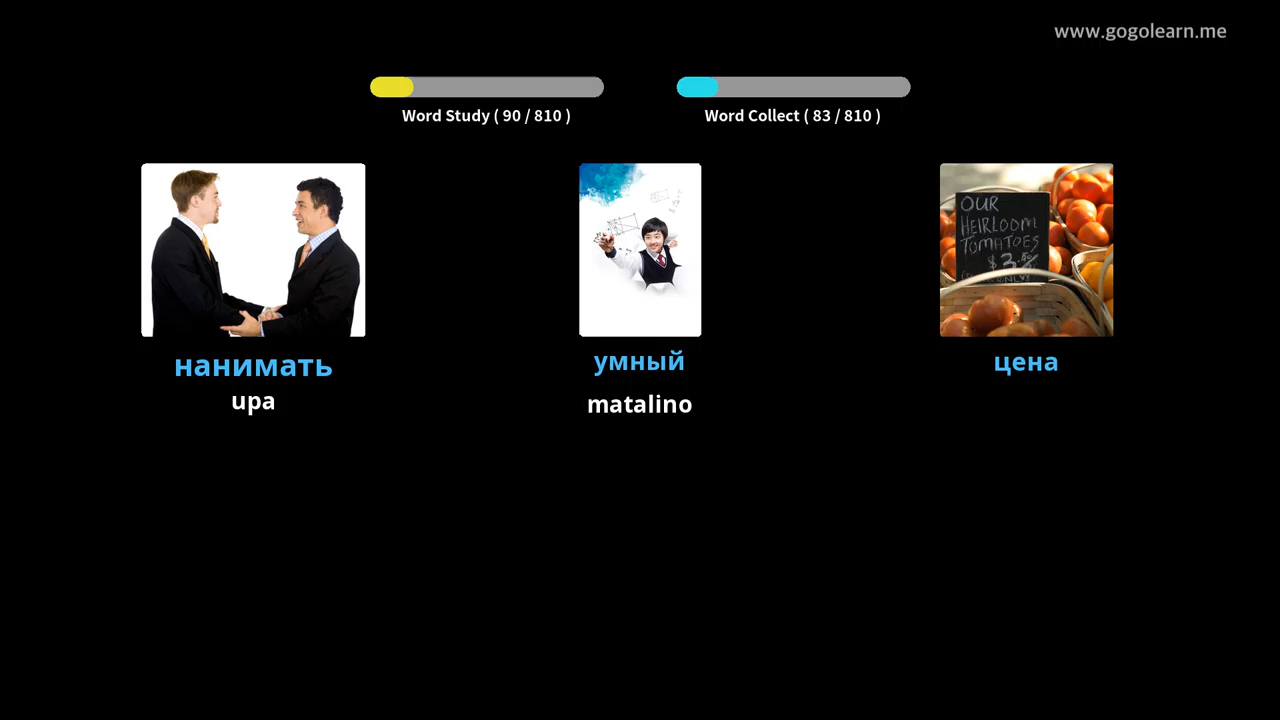 www.gogolearn.me
Word Study ( 90 / 810 )
Word Collect ( 83 / 810 )
OUR
HEIRLOOM
TOMATOES
$3
нанимать
upa
умный
matalino
цена